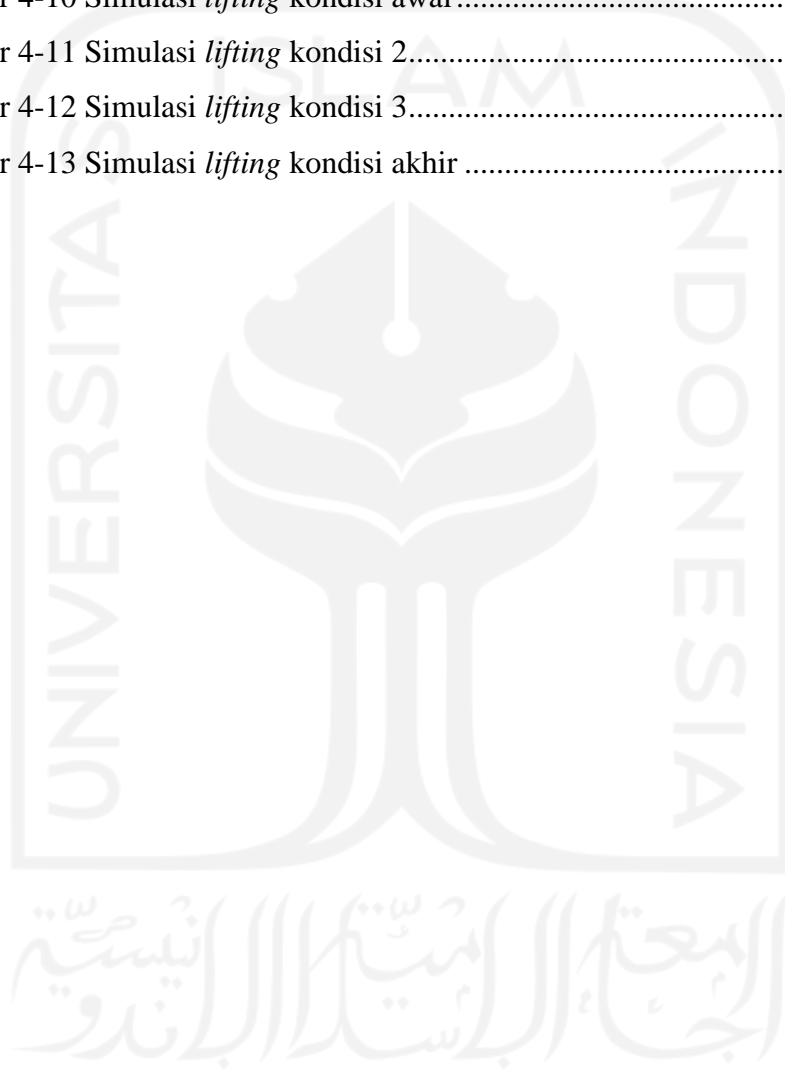 r 4-10 Simulasi lifting kondisi awal........................................
r 4-11 Simulasi lifting kondisi 2..............................................
r 4-12 Simulasi lifting kondisi 3..............................................
r 4-13 Simulasi lifting kondisi akhir ........................................
ISLAM
UNIVERSITAS
INDONESIA